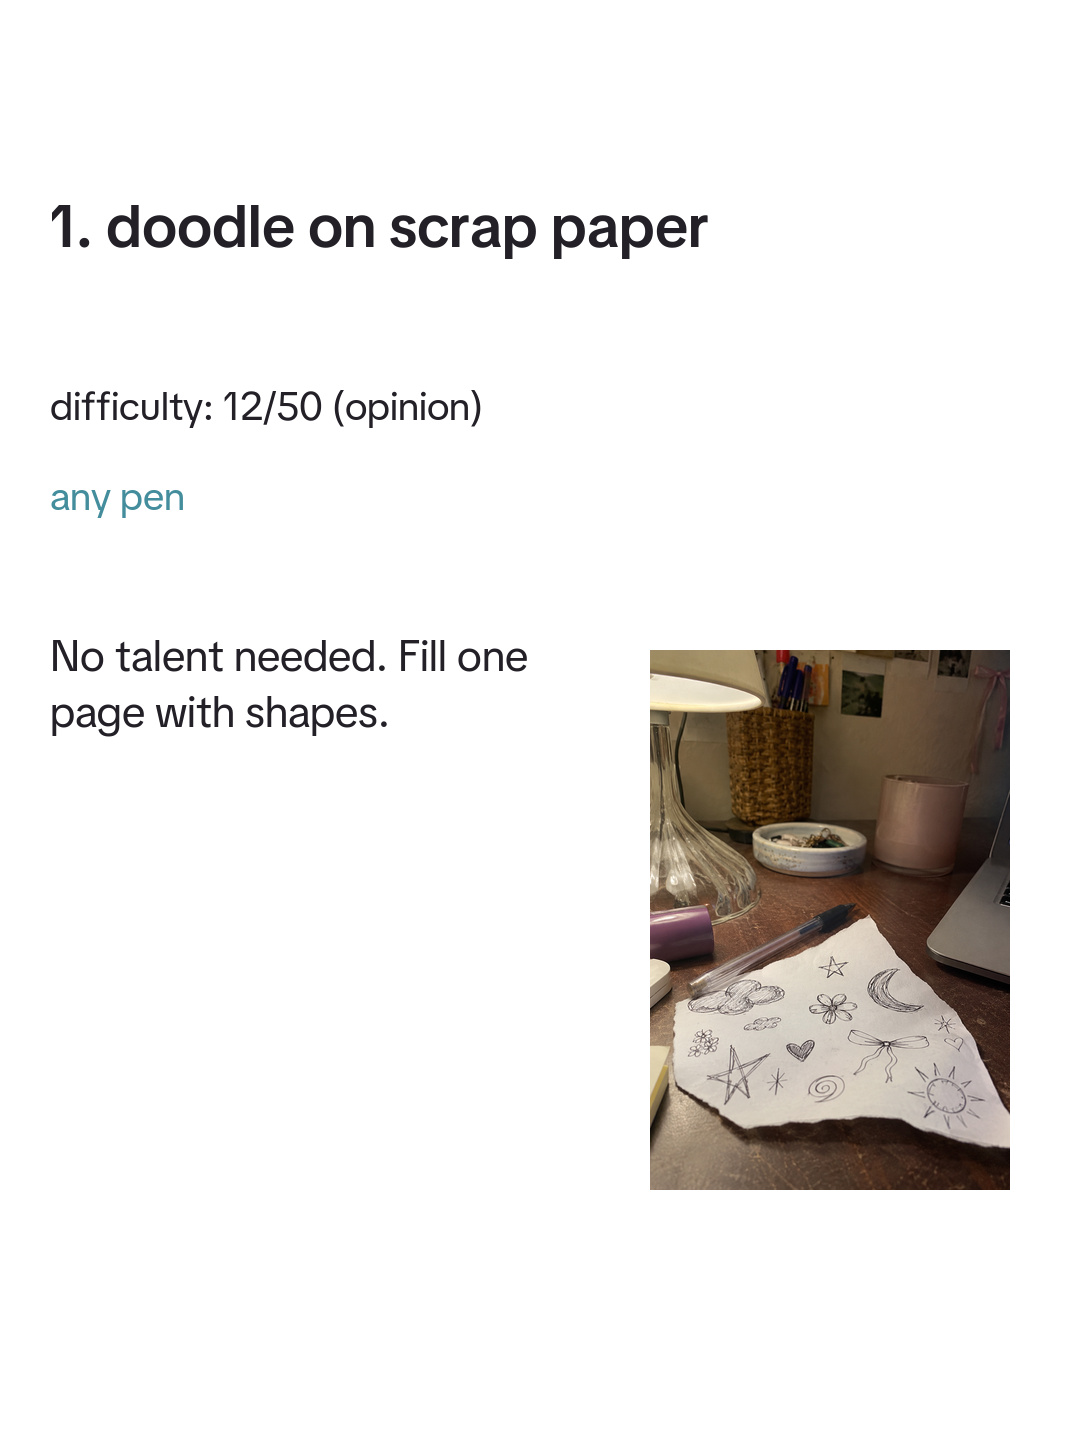 1. doodle on scrap paper
difficulty: 12/50 (opinion)
any pen
No talent needed. Fill one
page with shapes.